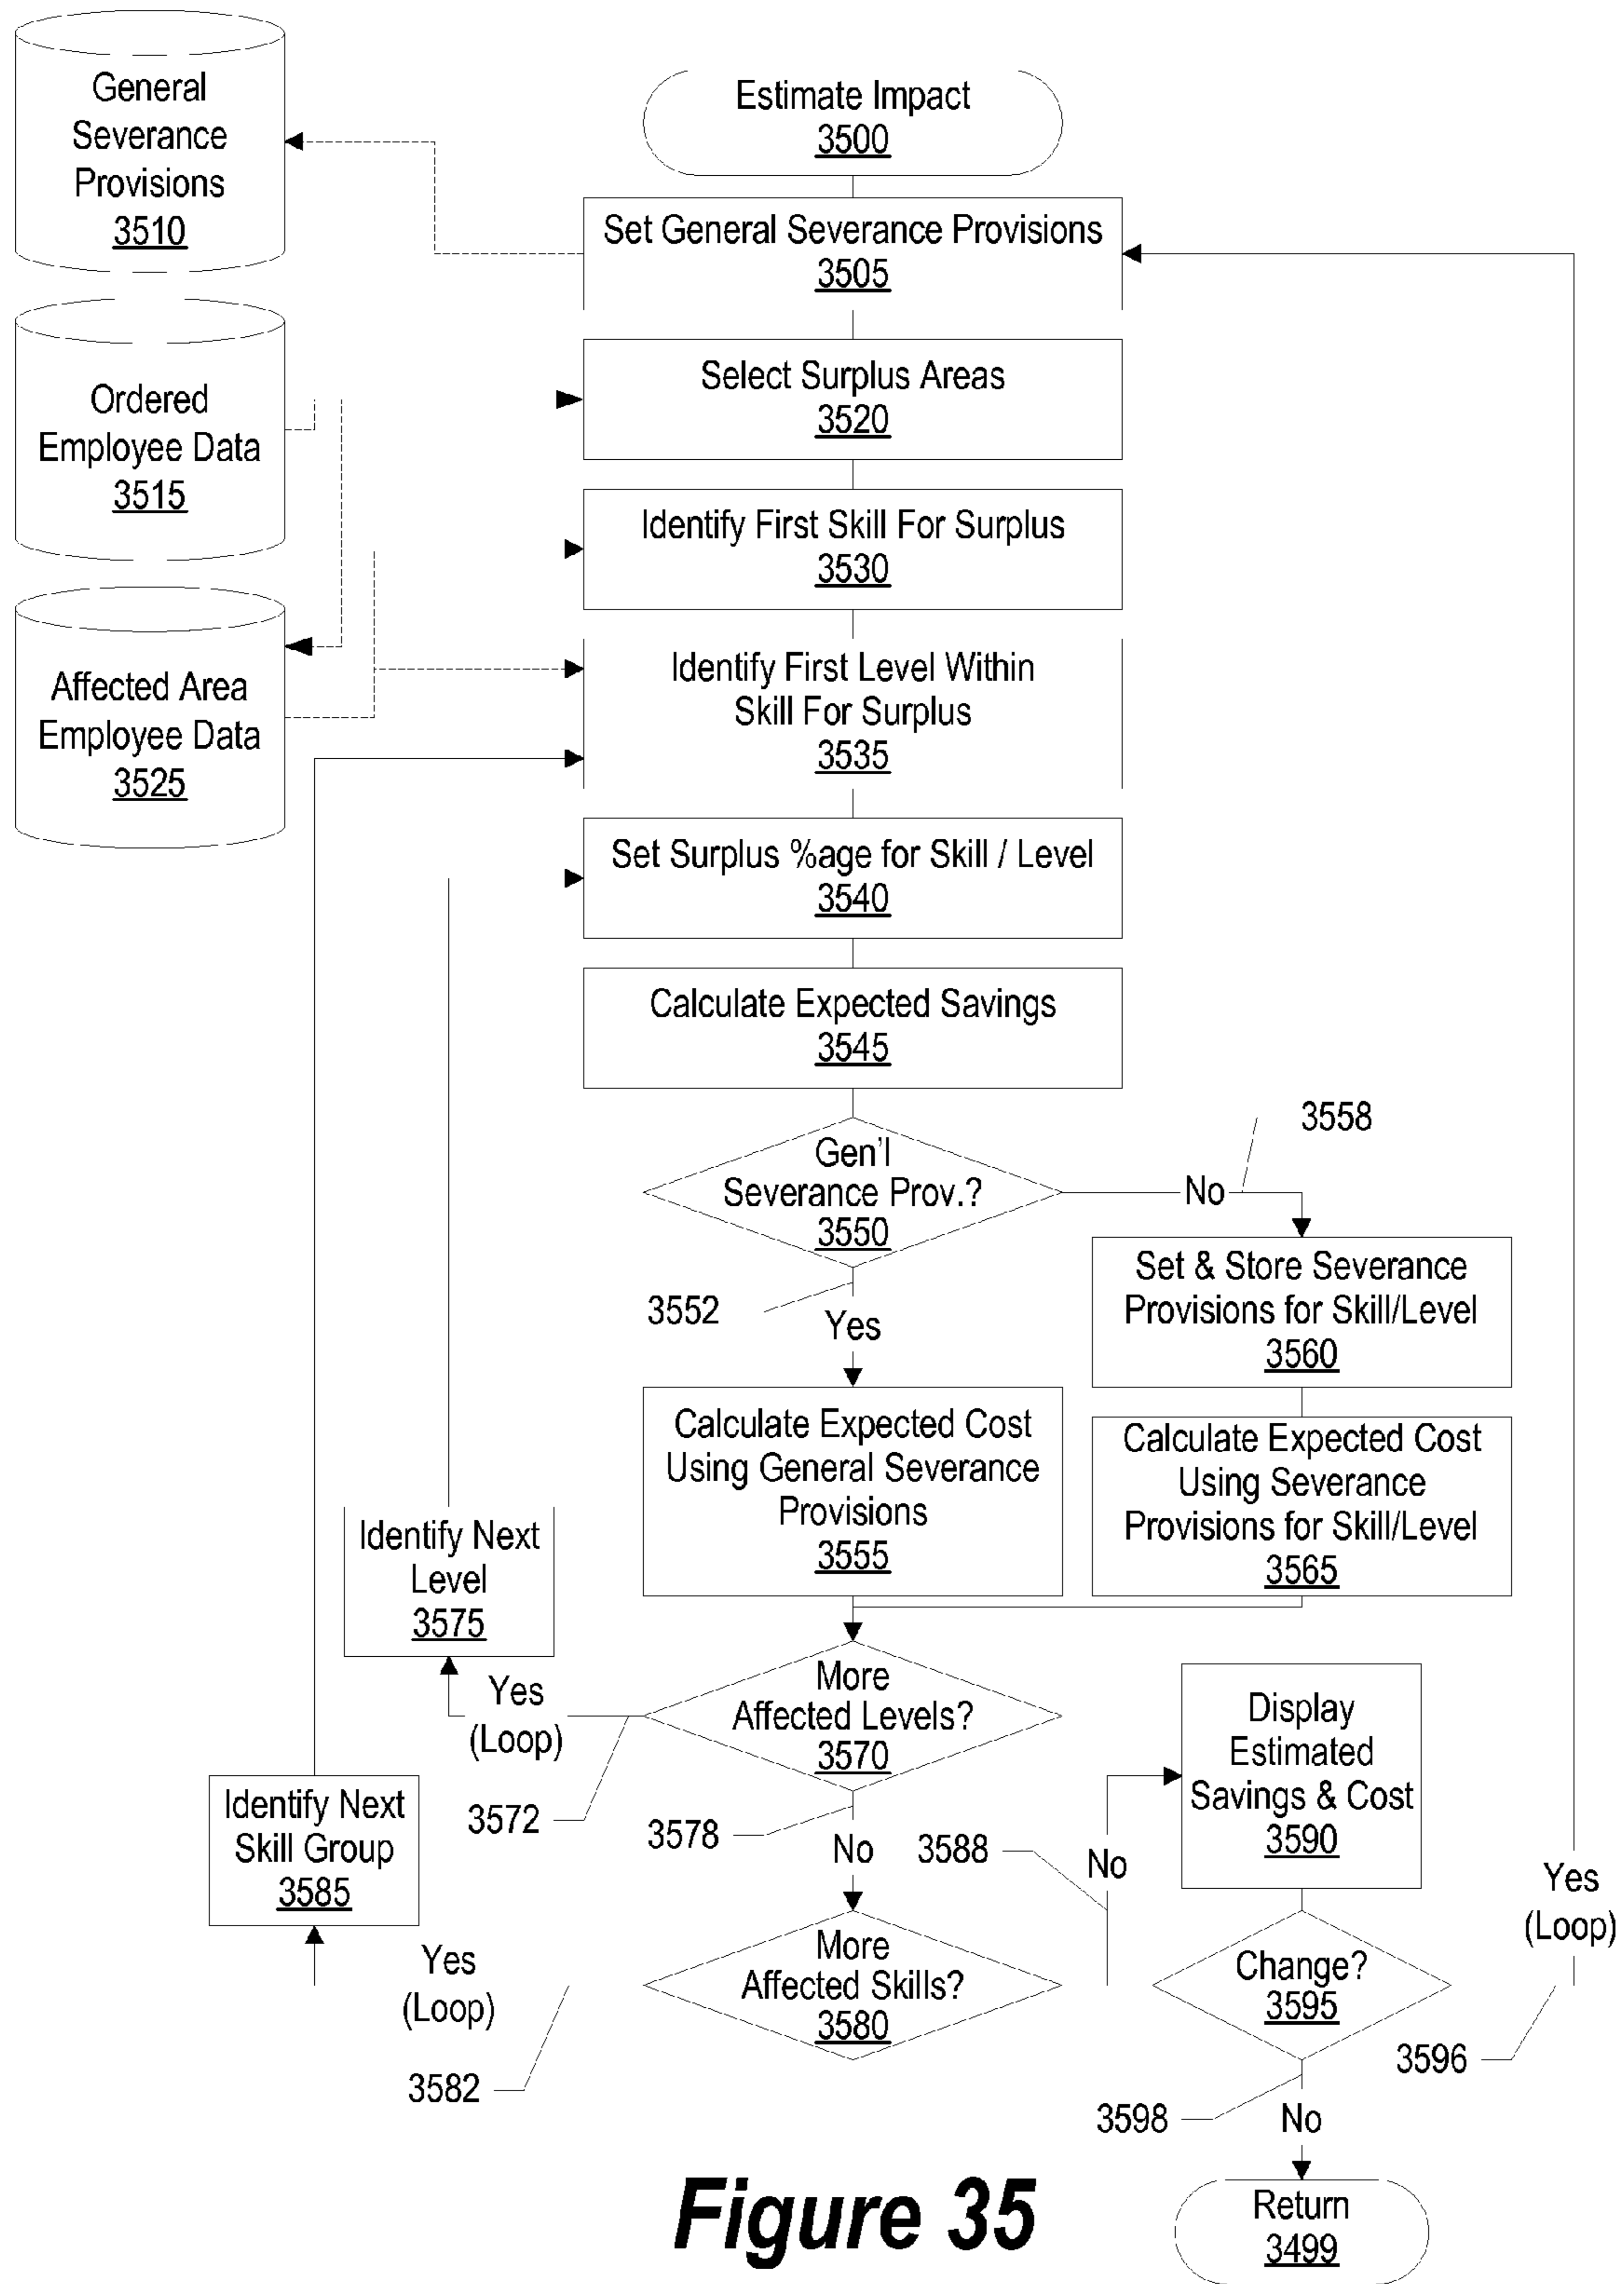 General
Severance
Provisions
3510
Estimate Impact
3500
Set General Severance Provisions
3505
Ordered
Employee Data
3515
Select Surplus Areas
3520
Identify First Skill For Surplus
3530
Affected Area
Employee Data
3525
Identify First Level Within
Skill For Surplus
3535
Set Surplus %age for Skill / Level
3540
Calculate Expected Savings
3545
Gen'l
Severance Prov.?
3550
3558
No
3552
Yes
Set & Store Severance
Provisions for Skill/Level
3560
Calculate Expected Cost
Using General Severance
Provisions
3555
Calculate Expected Cost
Using Severance
Provisions for Skill/Level
3565
Identify Next
Level
3575
Yes
(Loop)
3572
More
Affected Levels?
3570
3578
No
Identify Next
Skill Group
3585
Yes
(Loop)
3582
More
Affected Skills?
3580
3588
No
Display
Estimated
Savings & Cost
3590
Change?
3595
Yes
(Loop)
3596
3598
No
Return
3499
Figure 35